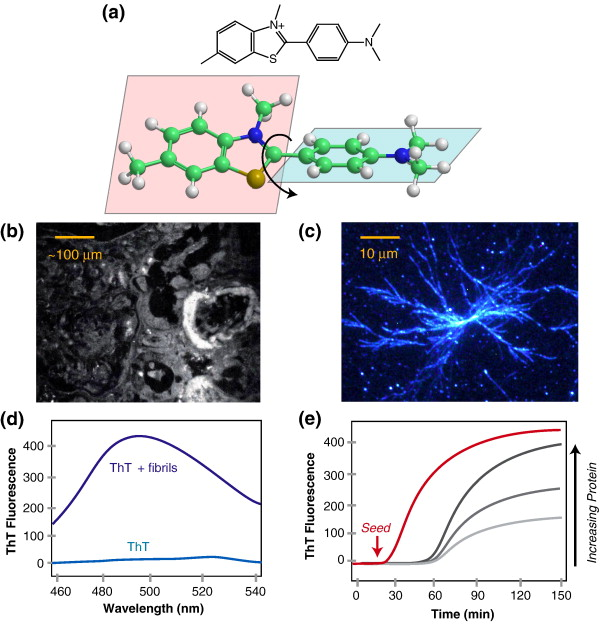 (a)
N+
N
S
(b)
~100 µm
(c)
10 µm
(d)
ThT Fluorescence
400
300
200
100
0
ThT + fibrils
ThT
460 480 500 520 540
Wavelength (nm)
(e)
ThT Fluorescence
400
300
200
100
0
Seed
Increasing Protein
0 30 60 90 120 150
Time (min)